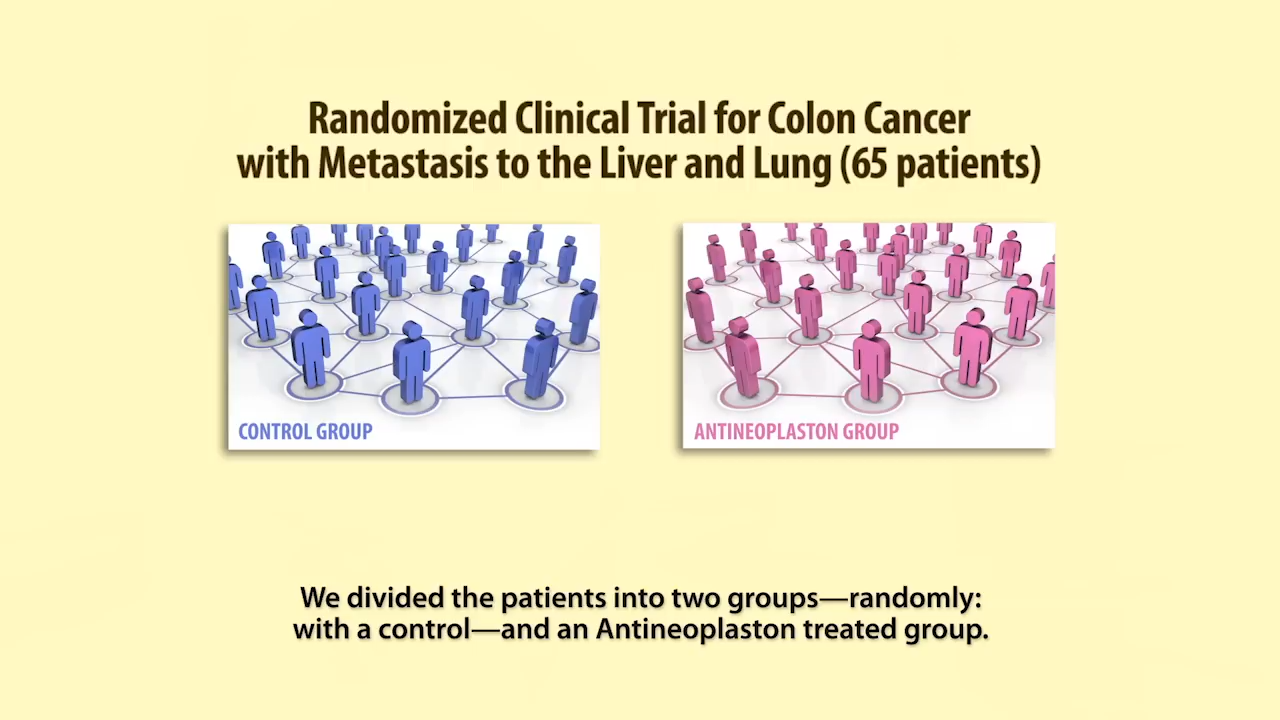 Randomized Clinical Trial for Colon Cancer
with Metastasis to the Liver and Lung (65 patients)
CONTROL GROUP
ANTINEOPLASTON GROUP
We divided the patients into two groups—randomly:
with a control—and an Antineoplaston treated group.